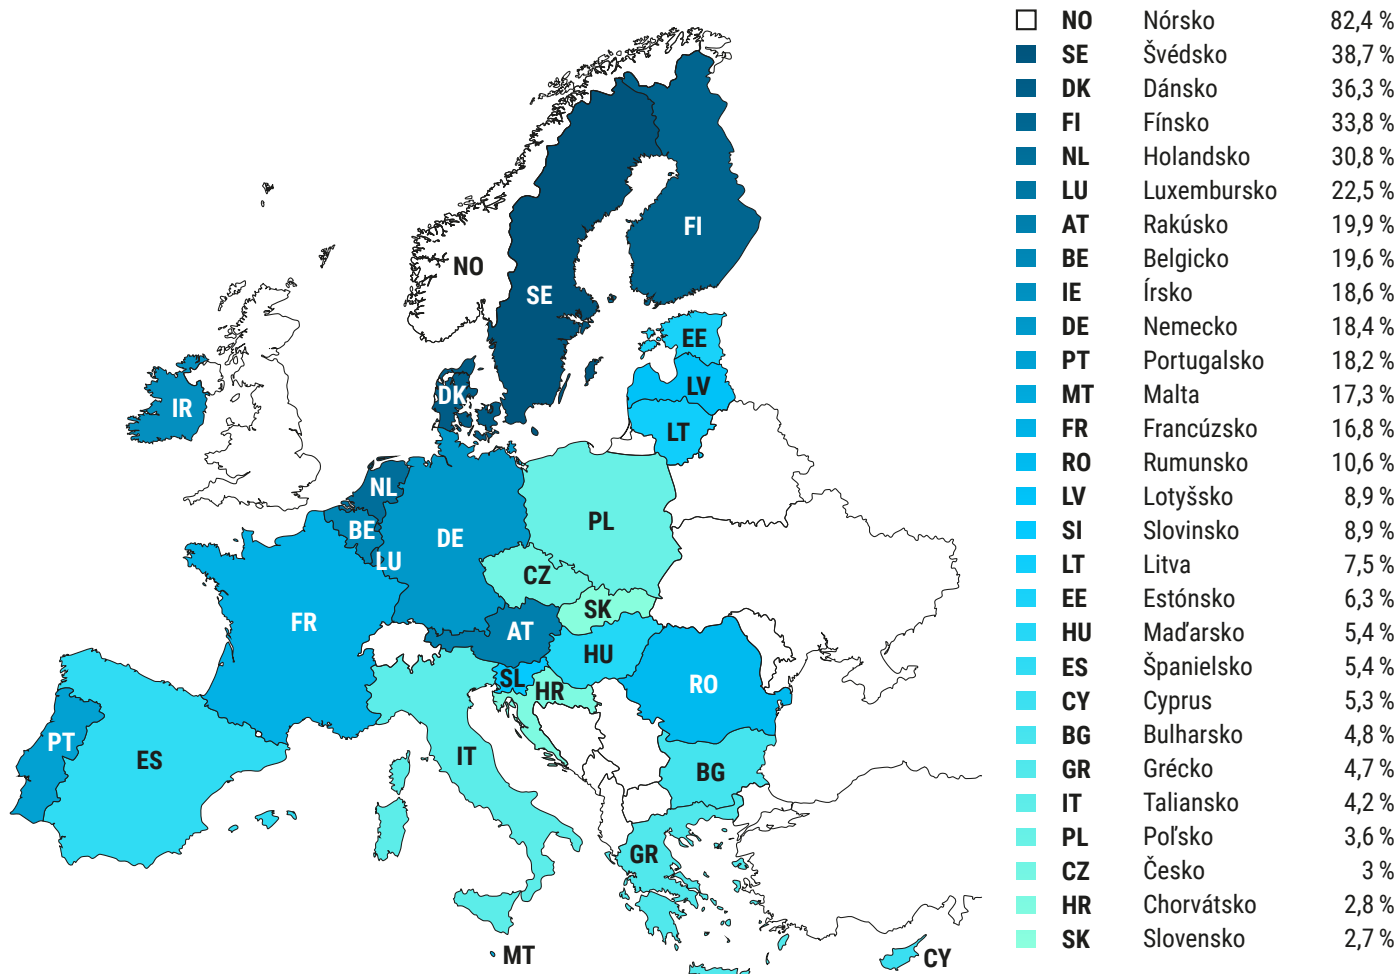 NO
SE
FI
DK
EE
LV
LT
IR
NL
BE
LU
DE
PL
CZ
SK
FR
AT
HU
SL
HR
RO
PT
ES
IT
BG
GR
MT
CY
NO Nórsko 82,4 %
SE Švédsko 38,7 %
DK Dánsko 36,3 %
FI Fínsko 33,8 %
NL Holandsko 30,8 %
LU Luxembursko 22,5 %
AT Rakúsko 19,9 %
BE Belgicko 19,6 %
IE Írsko 18,6 %
DE Nemecko 18,4 %
PT Portugalsko 18,2 %
MT Malta 17,3 %
FR Francúzsko 16,8 %
RO Rumunsko 10,6 %
LV Lotyšsko 8,9 %
SI Slovinsko 8,9 %
LT Litva 7,5 %
EE Estónsko 6,3 %
HU Maďarsko 5,4 %
ES Španielsko 5,4 %
CY Cyprus 5,3 %
BG Bulharsko 4,8 %
GR Grécko 4,7 %
IT Taliansko 4,2 %
PL Poľsko 3,6 %
CZ Česko 3 %
HR Chorvátsko 2,8 %
SK Slovensko 2,7 %